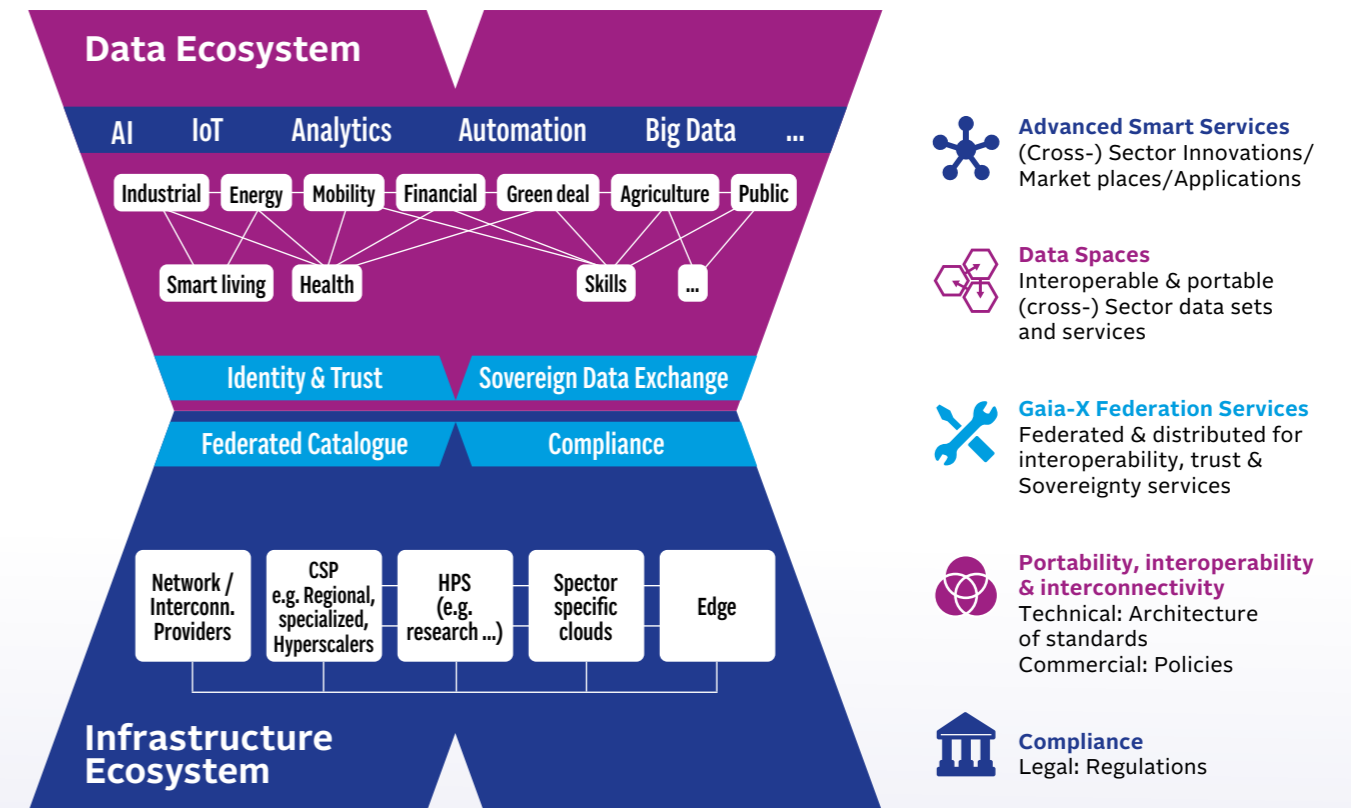 Data Ecosystem
AI IoT Analytics Automation Big Data ...
Industrial Energy Mobility Financial Green deal Agriculture Public
Smart living Health Skills ...
Identity & Trust Sovereign Data Exchange
Federated Catalogue Compliance
Network /
Interconn.
Providers
CSP
e.g. Regional,
specialized,
Hyperscalers
HPS
(e.g.
research ...)
Spector
specific
clouds
Edge
Infrastructure
Ecosystem
Advanced Smart Services
(Cross-) Sector Innovations/
Market places/Applications
Data Spaces
Interoperable & portable
(cross-) Sector data sets
and services
Gaia-X Federation Services
Federated & distributed for
interoperability, trust &
Sovereignty services
Portability, interoperability
& interconnectivity
Technical: Architecture
of standards
Commercial: Policies
Compliance
Legal: Regulations